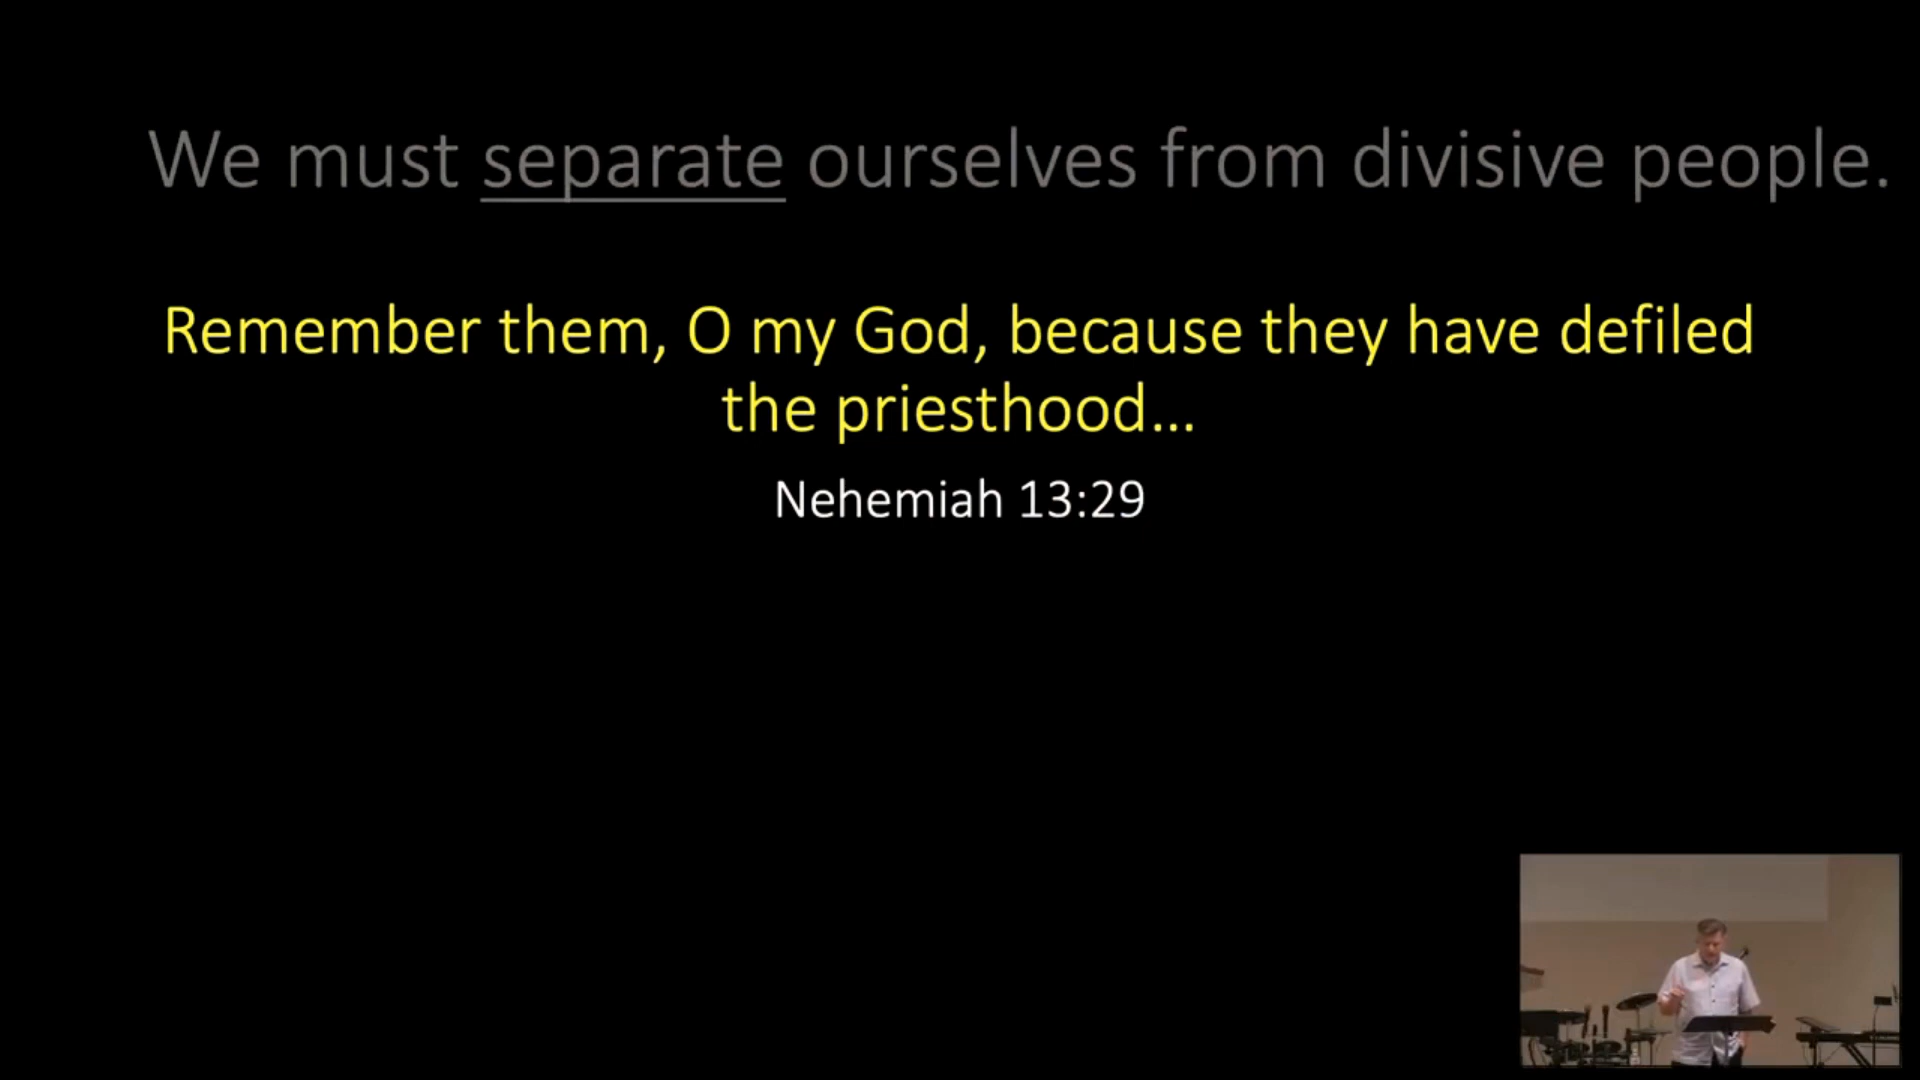 We must separate ourselves from divisive people.
Remember them, O my God, because they have defiled
the priesthood...
Nehemiah 13:29